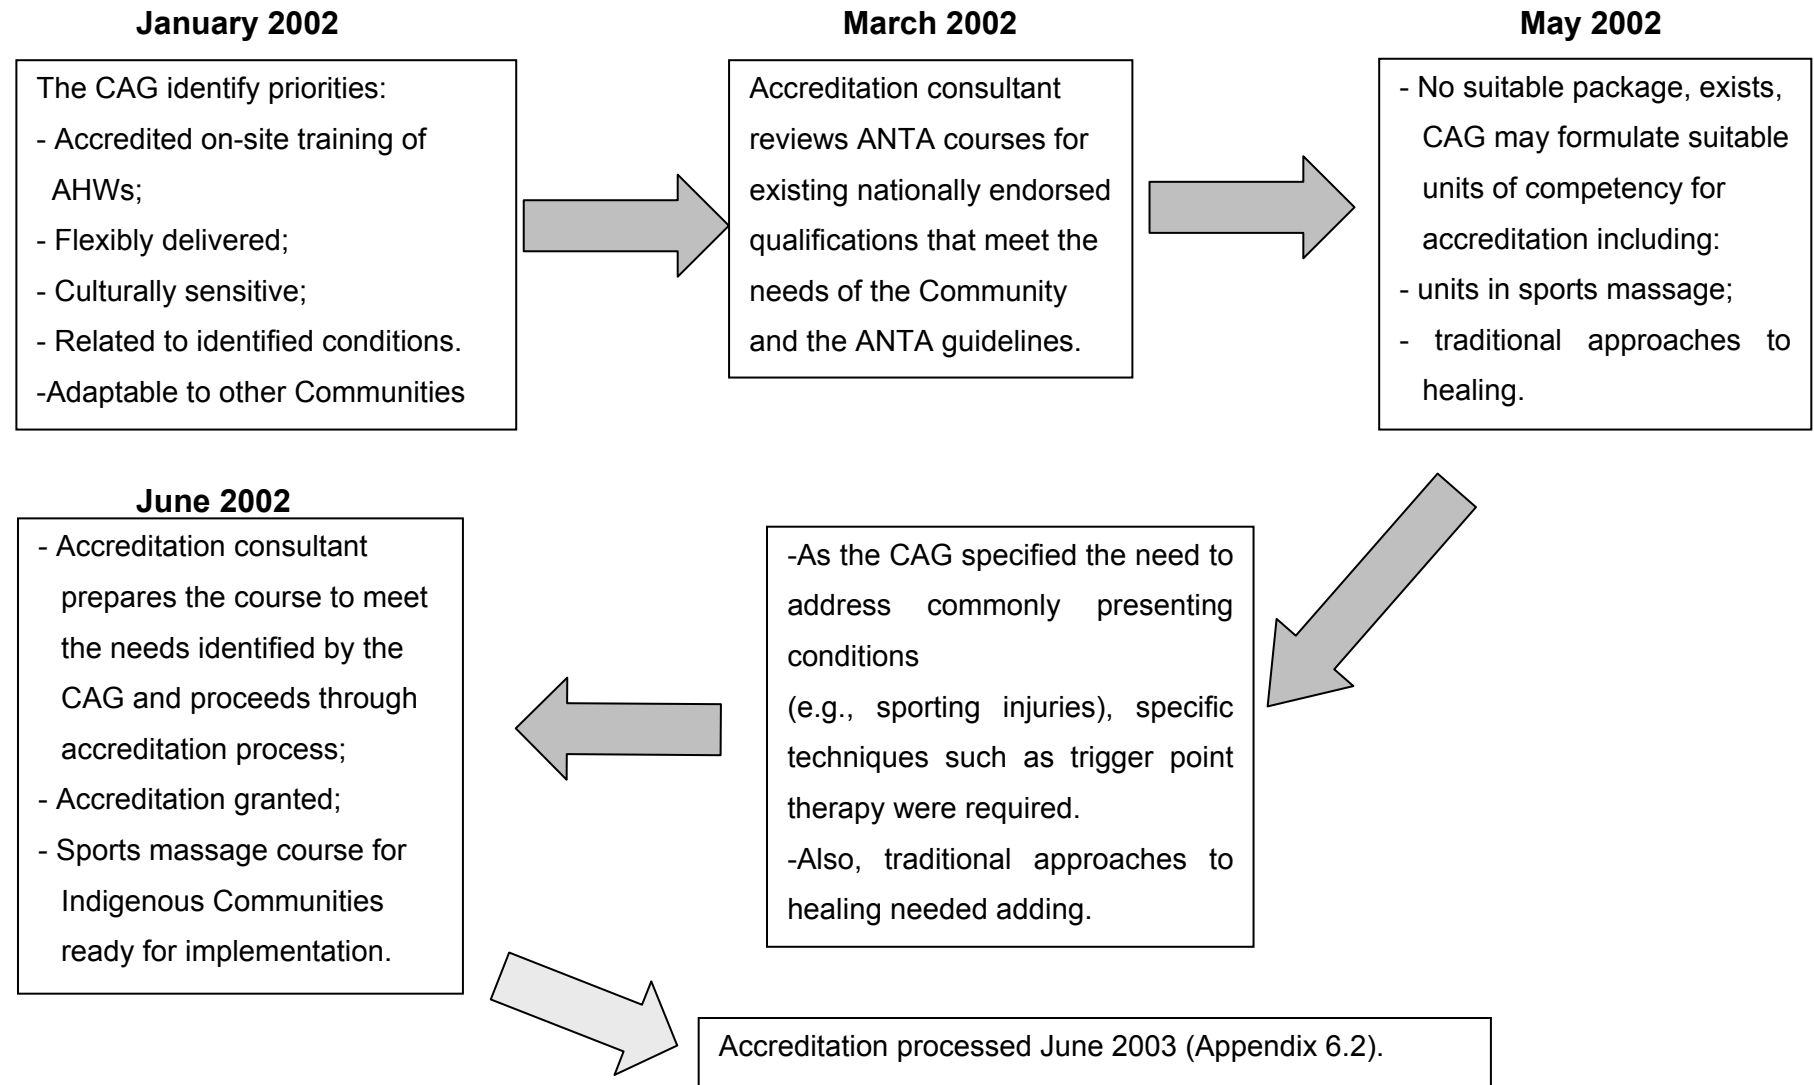 January 2002
The CAG identify priorities:
- Accredited on-site training of
AHWs;
- Flexibly delivered;
- Culturally sensitive;
- Related to identified conditions.
-Adaptable to other Communities
March 2002
Accreditation consultant
reviews ANTA courses for
existing nationally endorsed
qualifications that meet the
needs of the Community
and the ANTA guidelines.
May 2002
- No suitable package, exists,
CAG may formulate suitable
units of competency for
accreditation including:
- units in sports massage;
- traditional approaches to
healing.
-As the CAG specified the need to
address commonly presenting
conditions
(e.g., sporting injuries), specific
techniques such as trigger point
therapy were required.
-Also, traditional approaches to
healing needed adding.
June 2002
- Accreditation consultant
prepares the course to meet
the needs identified by the
CAG and proceeds through
accreditation process;
- Accreditation granted;
- Sports massage course for
Indigenous Communities
ready for implementation.
Accreditation processed June 2003 (Appendix 6.2).